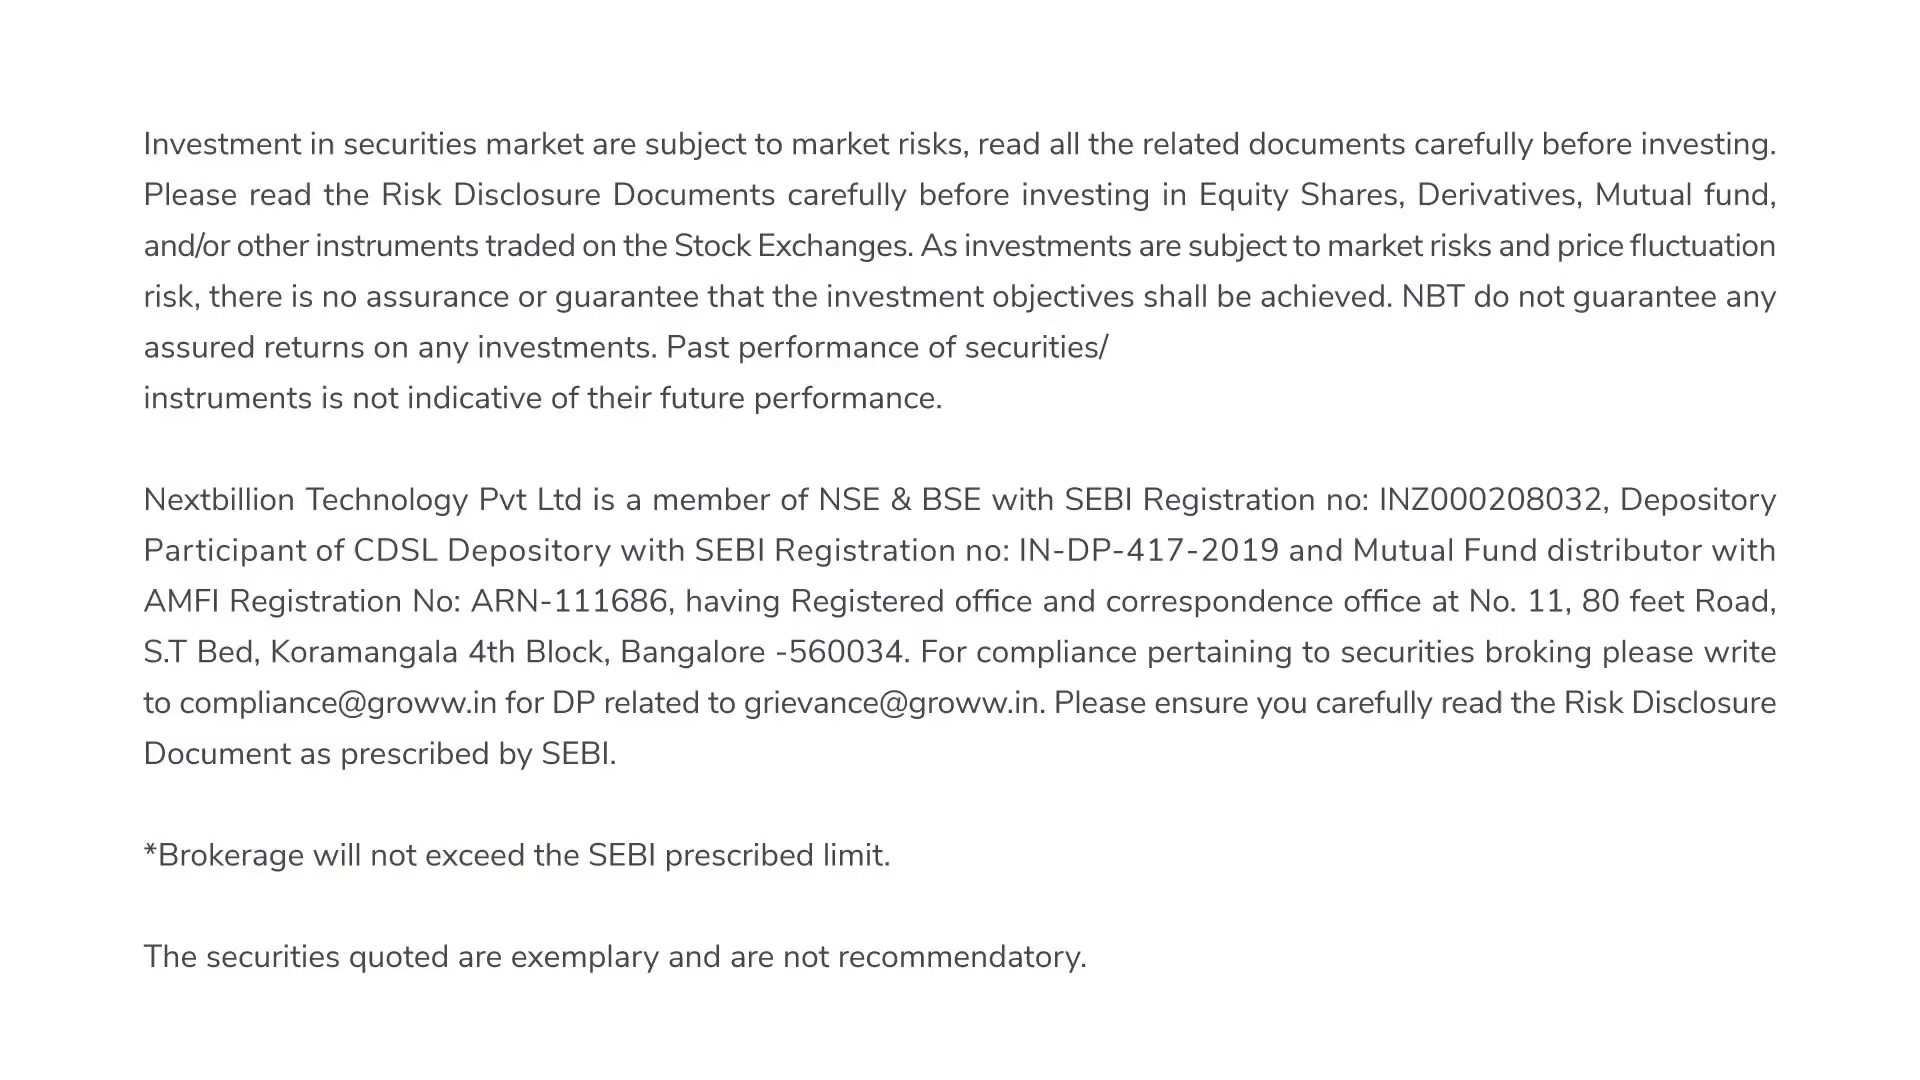 Investment in securities market are subject to market risks, read all the related documents carefully before investing.
Please read the Risk Disclosure Documents carefully before investing in Equity Shares, Derivatives, Mutual fund,
and/or other instruments traded on the Stock Exchanges. As investments are subject to market risks and price fluctuation
risk, there is no assurance or guarantee that the investment objectives shall be achieved. NBT do not guarantee any
assured returns on any investments. Past performance of securities/
instruments is not indicative of their future performance.
Nextbillion Technology Pvt Ltd is a member of NSE & BSE with SEBI Registration no: INZ000208032, Depository
Participant of CDSL Depository with SEBI Registration no: IN-DP-417-2019 and Mutual Fund distributor with
AMFI Registration No: ARN-111686, having Registered office and correspondence office at No. 11, 80 feet Road,
S.T Bed, Koramangala 4th Block, Bangalore -560034. For compliance pertaining to securities broking please write
to compliance@groww.in for DP related to grievance@groww.in. Please ensure you carefully read the Risk Disclosure
Document as prescribed by SEBI.
*Brokerage will not exceed the SEBI prescribed limit.
The securities quoted are exemplary and are not recommendatory.